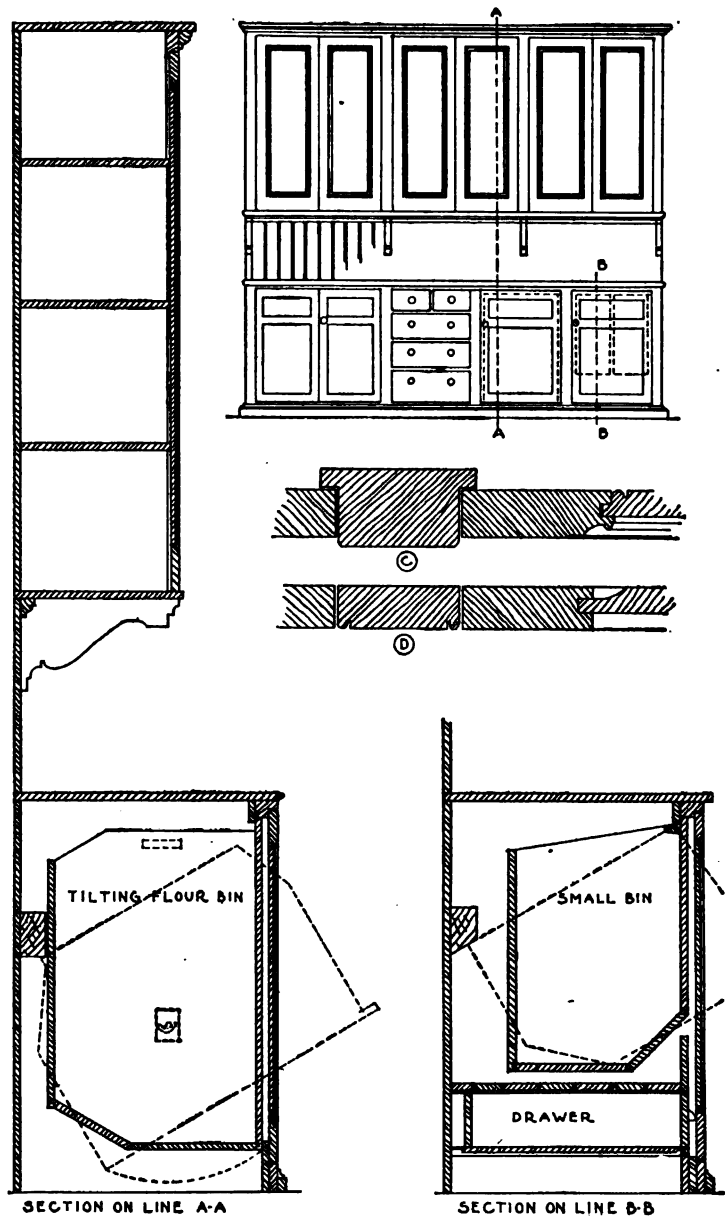 A
B
A
B
C
D
TILTING FLOUR BIN
SMALL BIN
DRAWER
SECTION ON LINE A-A
SECTION ON LINE B-B